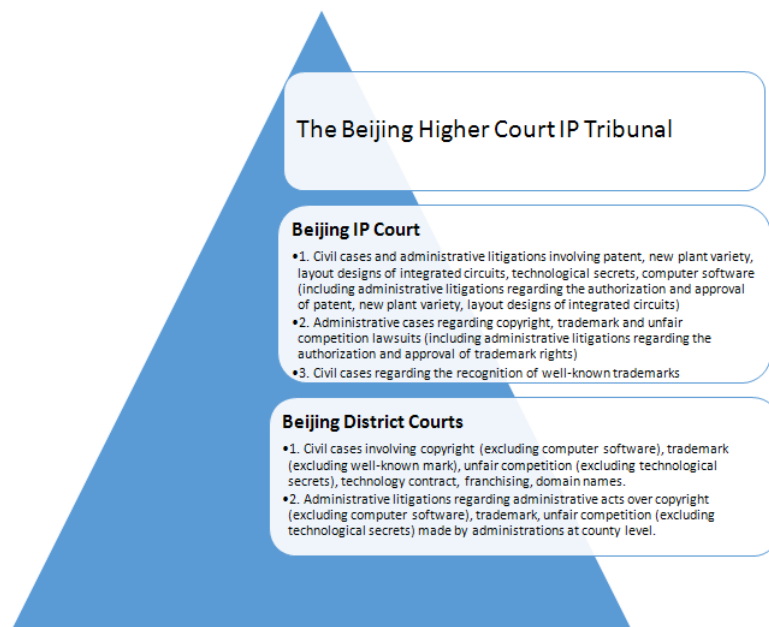 The Beijing Higher Court IP Tribunal
Beijing IP Court
•1. Civil cases and administrative litigations involving patent, new plant variety,
layout designs of integrated circuits, technological secrets, computer software
(including administrative litigations regarding the authorization and approval
of patent, new plant variety, layout designs of integrated circuits)
•2. Administrative cases regarding copyright, trademark and unfair
competition lawsuits (including administrative litigations regarding the
authorization and approval of trademark rights)
•3. Civil cases regarding the recognition of well-known trademarks
Beijing District Courts
•1. Civil cases involving copyright (excluding computer software), trademark
(excluding well-known mark), unfair competition (excluding technological
secrets), technology contract, franchising, domain names.
•2. Administrative litigations regarding administrative acts over copyright
(excluding computer software), trademark, unfair competition (excluding
technological secrets) made by administrations at county level.